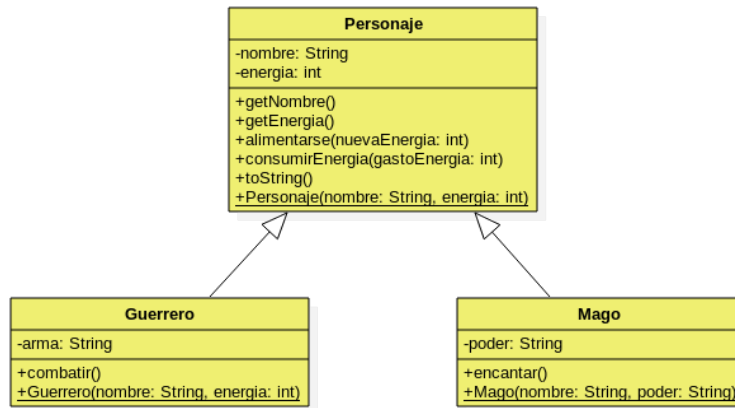 Personaje
-nombre: String
-energia: int
+getNombre()
+getEnergia()
+alimentarse(nuevaEnergia: int)
+consumirEnergia(gastoEnergia: int)
+toString()
+Personaje(nombre: String, energia: int)
Guerrero
-arma: String
+combatir()
+Guerrero(nombre: String, energia: int)
Mago
-poder: String
+encantar()
+Mago(nombre: String, poder: String)